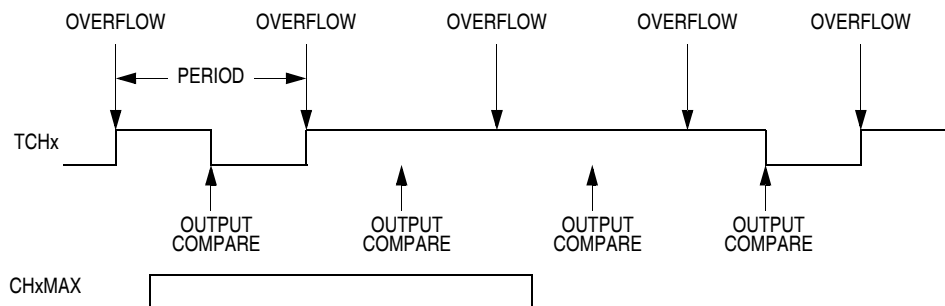 OVERFLOW OVERFLOW OVERFLOW OVERFLOW OVERFLOW
PERIOD
TCHx
OUTPUT OUTPUT OUTPUT OUTPUT
COMPARE COMPARE COMPARE COMPARE
CHxMAX